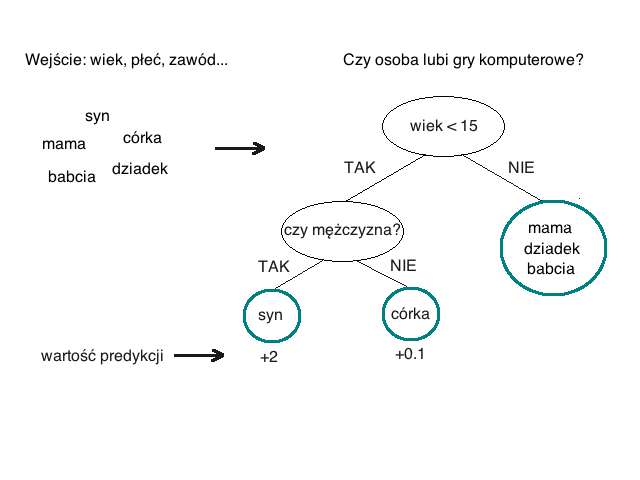 Wejście: wiek, płeć, zawód...
Czy osoba lubi gry komputerowe?
syn
mama
córka
babcia
dziadek
wiek < 15
TAK
NIE
czy mężczyzna?
mama
dziadek
babcia
TAK
NIE
syn
córka
wartość predykcji
+2
+0.1